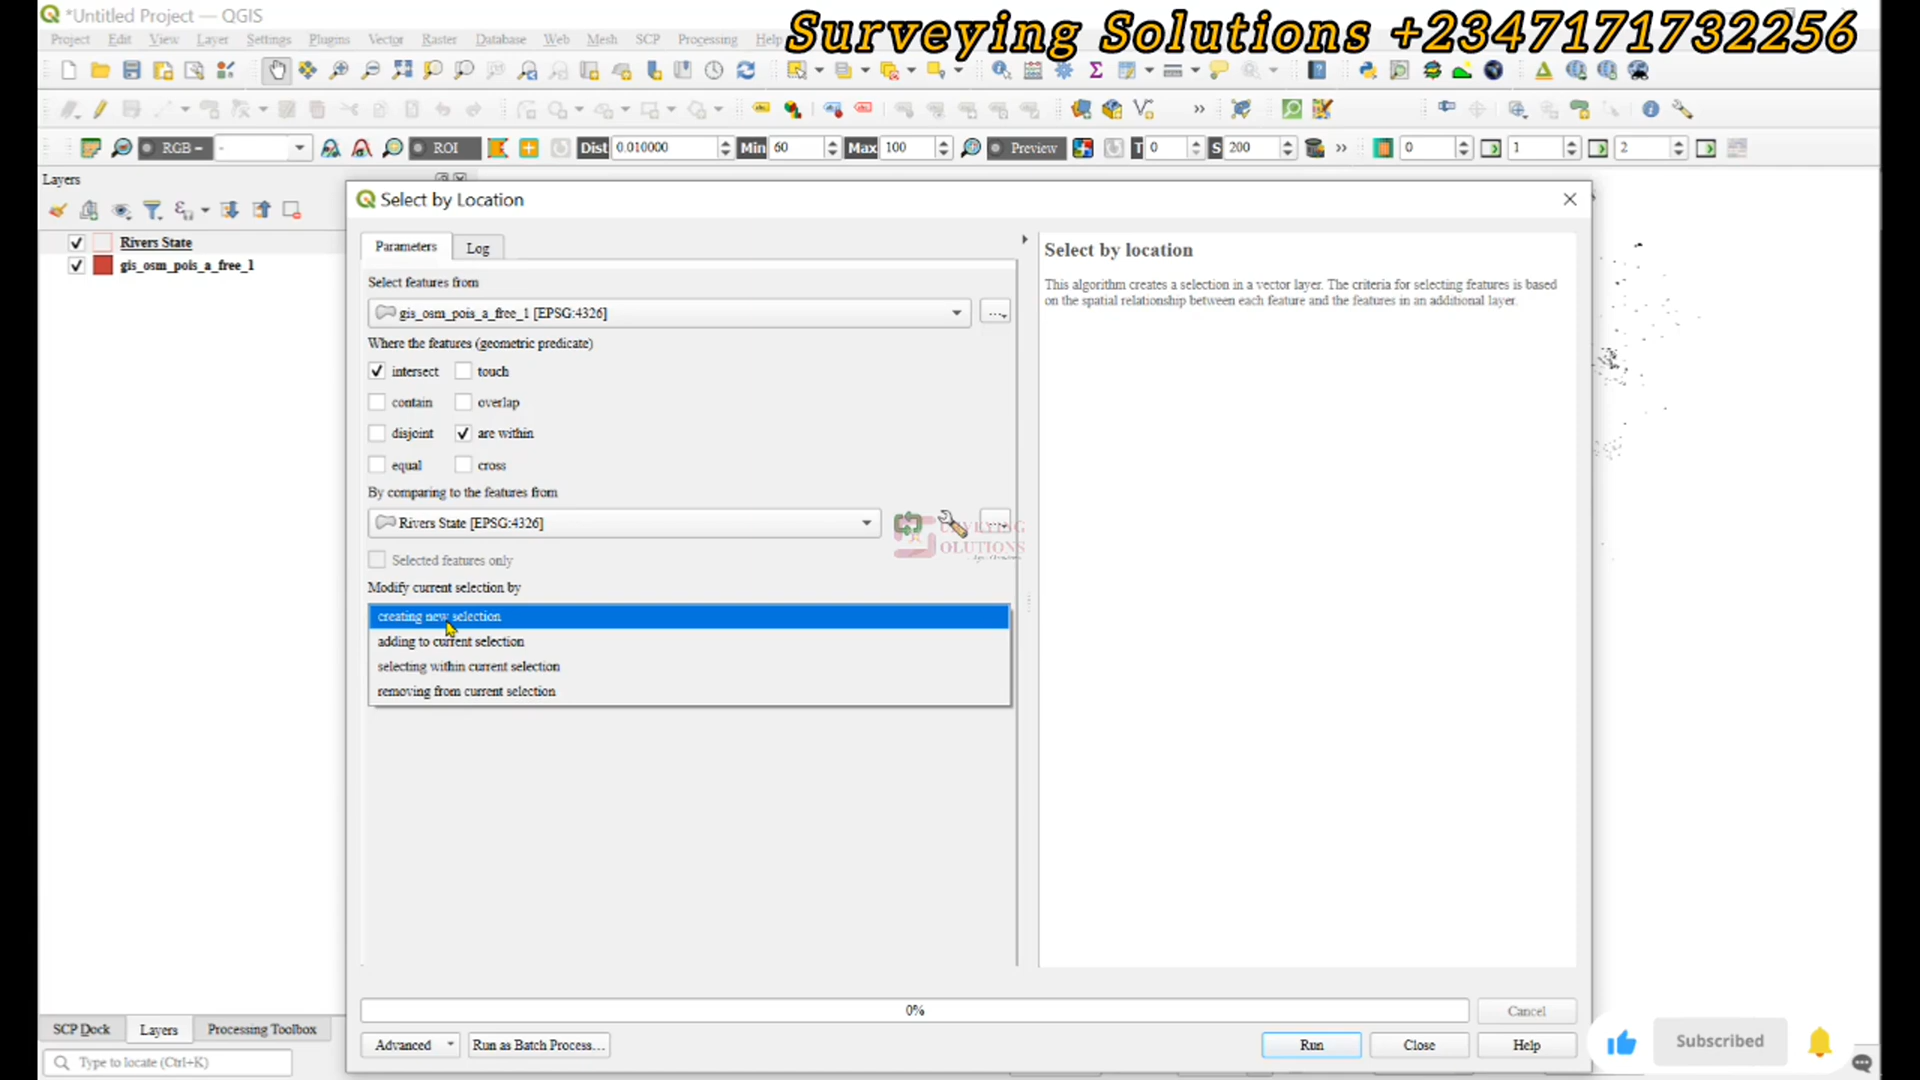 *Untitled Project — QGIS
Surveying Solutions +2347171732256
Project Edit View Layer Settings Plugins Vector Raster Database Web Mesh SCP Processing Help
RGB = - ROI Dist 0.010000 Min 60 Max 100 Preview T 0 S 200 » 0 1 2
Layers
Rivers State
gis_osm_pois_a_free_1
Select by Location
Parameters Log
Select features from
gis_osm_pois_a_free_1 [EPSG:4326]
Where the features (geometric predicate)
intersect touch
contain overlap
disjoint are within
equal cross
By comparing to the features from
Rivers State [EPSG:4326]
SURVEYING
SOLUTIONS
Selected features only
Modify current selection by
creating new selection
adding to current selection
selecting within current selection
removing from current selection
Select by location
This algorithm creates a selection in a vector layer. The criteria for selecting features is based
on the spatial relationship between each feature and the features in an additional layer.
0%
Cancel
Advanced Run as Batch Process... Run Close Help
SCP Dock Layers Processing Toolbox
Type to locate (Ctrl+K)
Subscribed